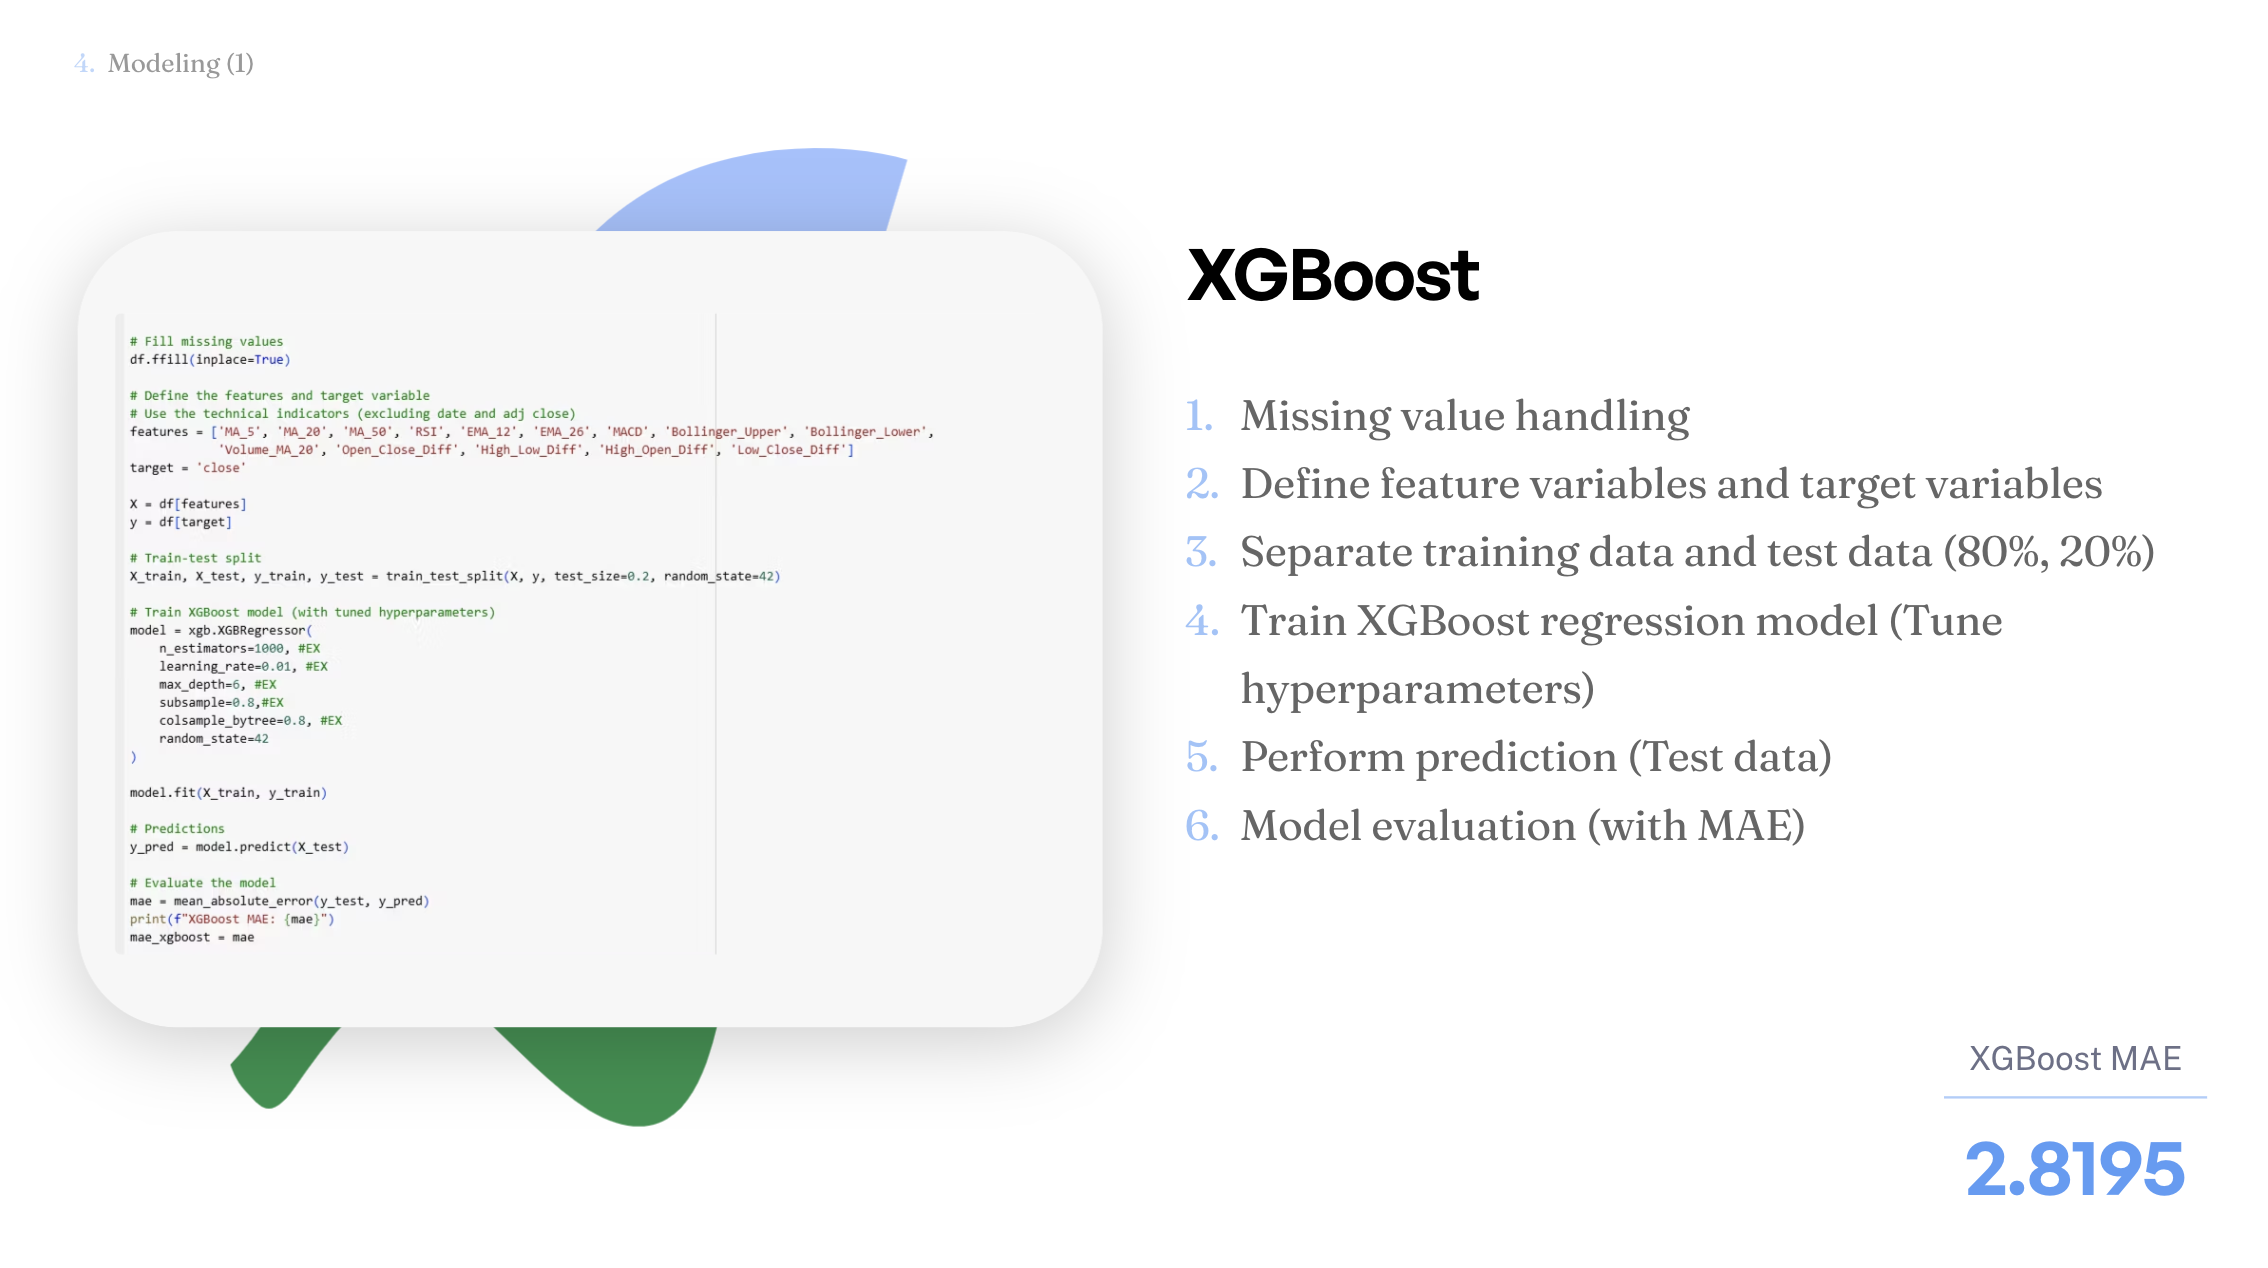 4. Modeling (1)
# Fill missing values
df.ffill(inplace=True)
# Define the features and target variable
# Use the technical indicators (excluding date and adj close)
features = ['MA_5', 'MA_20', 'MA_50', 'RSI', 'EMA_12', 'EMA_26', 'MACD', 'Bollinger_Upper', 'Bollinger_Lower',
'Volume_MA_20', 'Open_Close_Diff', 'High_Low_Diff', 'High_Open_Diff', 'Low_Close_Diff']
target = 'close'
X = df[features]
y = df[target]
# Train-test split
X_train, X_test, y_train, y_test = train_test_split(X, y, test_size=0.2, random_state=42)
# Train XGBoost model (with tuned hyperparameters)
model = xgb.XGBRegressor(
n_estimators=1000, #EX
learning_rate=0.01, #EX
max_depth=6, #EX
subsample=0.8,#EX
colsample_bytree=0.8, #EX
random_state=42
)
model.fit(X_train, y_train)
# Predictions
y_pred = model.predict(X_test)
# Evaluate the model
mae = mean_absolute_error(y_test, y_pred)
print(f"XGBoost MAE: {mae}")
mae_xgboost = mae
XGBoost
1. Missing value handling
2. Define feature variables and target variables
3. Separate training data and test data (80%, 20%)
4. Train XGBoost regression model (Tune
hyperparameters)
5. Perform prediction (Test data)
6. Model evaluation (with MAE)
XGBoost MAE
2.8195